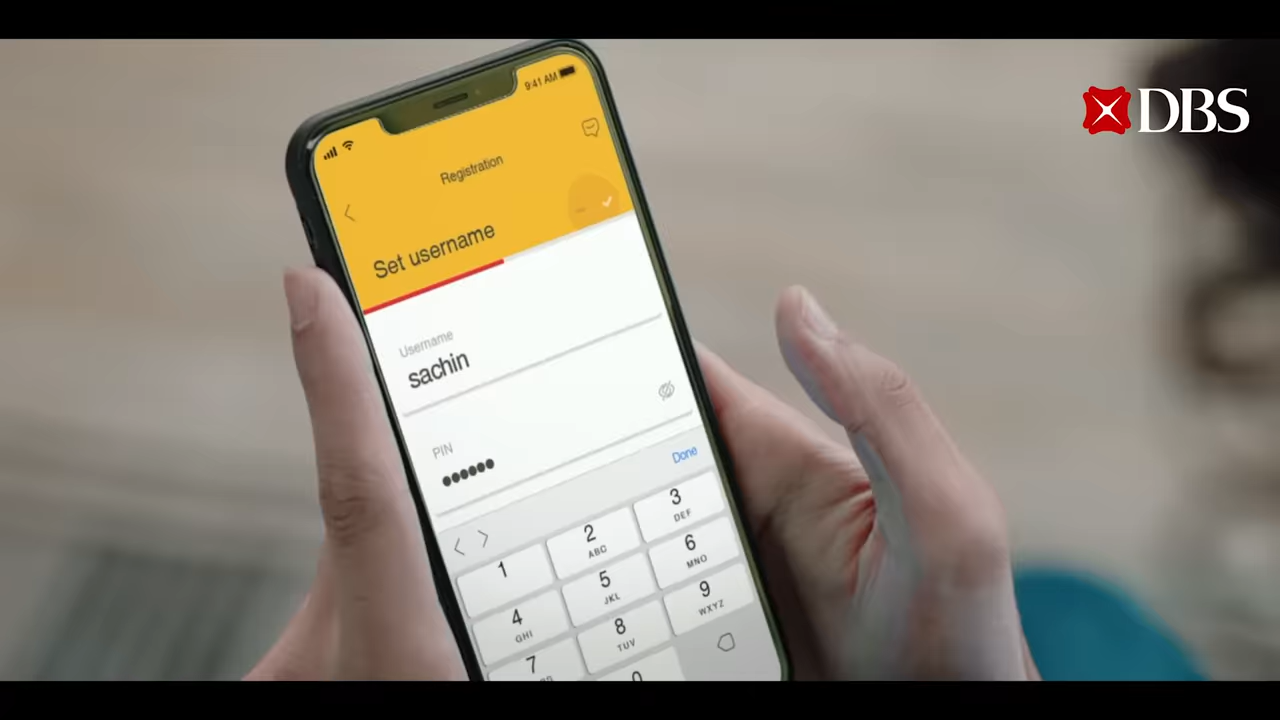 9:41 AM
DBS
Registration
Set username
Username
sachin
PIN
Done
1
2
ABC
3
DEF
4
GHI
5
JKL
6
MNO
7
8
TUV
9
WXYZ
0